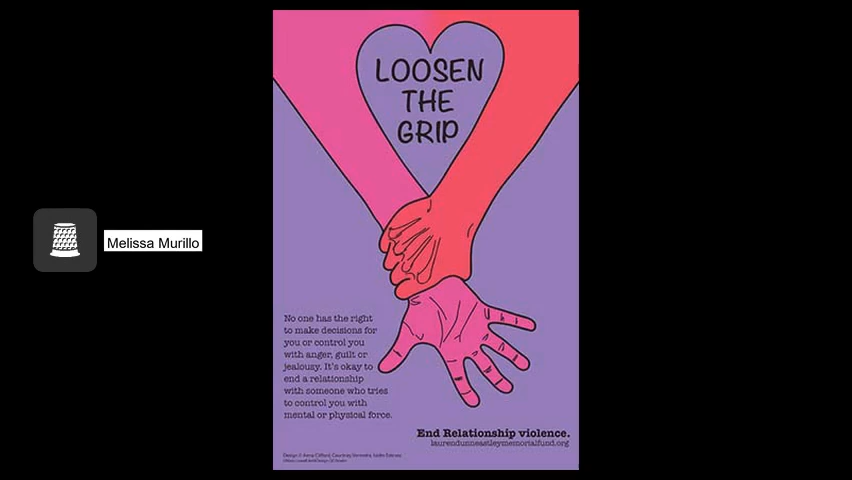 LOOSEN
THE
GRIP
Melissa Murillo
No one has the right
to make decisions for
you or control you
with anger, guilt or
jealousy. It's okay to
end a relationship
with someone who tries
to control you with
mental or physical force.
End Relationship violence.
laurendunneastleymemorialfund.org